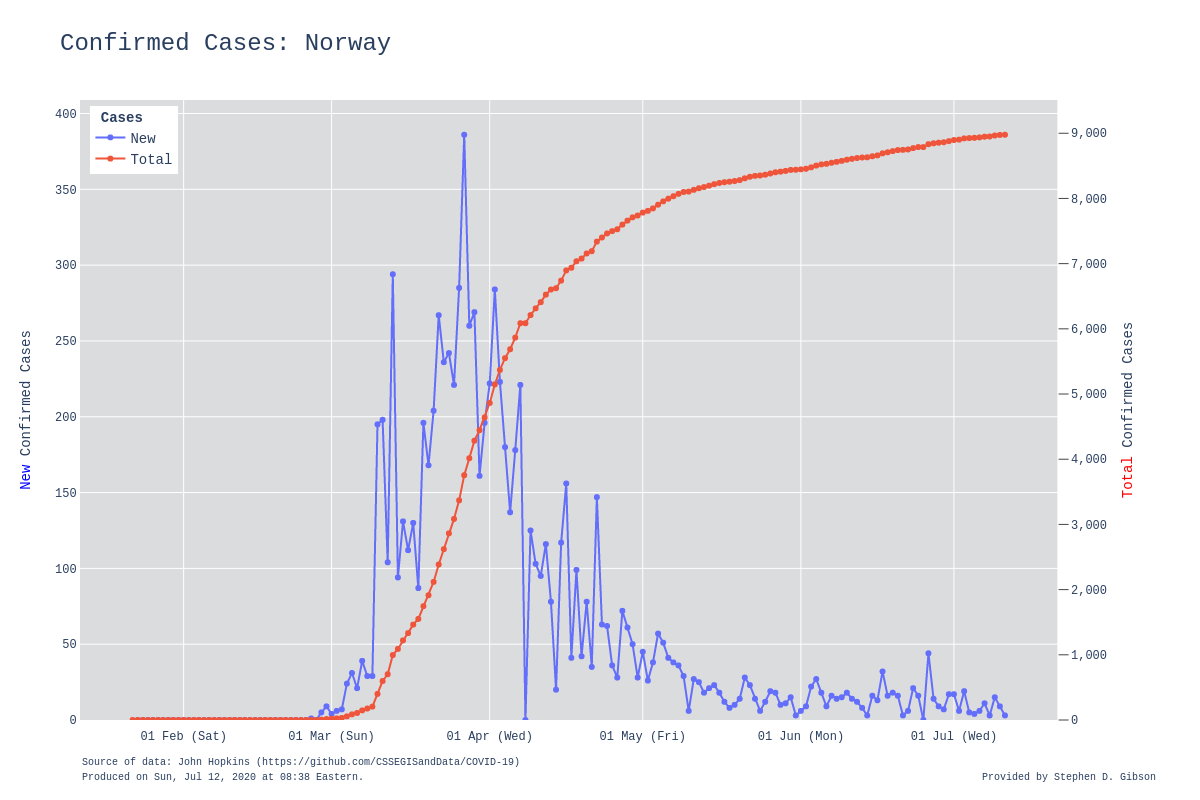 Confirmed Cases: Norway
Cases
New
Total
400
350
300
250
200
150
100
50
0
9,000
8,000
7,000
6,000
5,000
4,000
3,000
2,000
1,000
0
New Confirmed Cases
Total Confirmed Cases
01 Feb (Sat)
01 Mar (Sun)
01 Apr (Wed)
01 May (Fri)
01 Jun (Mon)
01 Jul (Wed)
Source of data: John Hopkins (https://github.com/CSSEGISandData/COVID-19)
Produced on Sun, Jul 12, 2020 at 08:38 Eastern.
Provided by Stephen D. Gibson